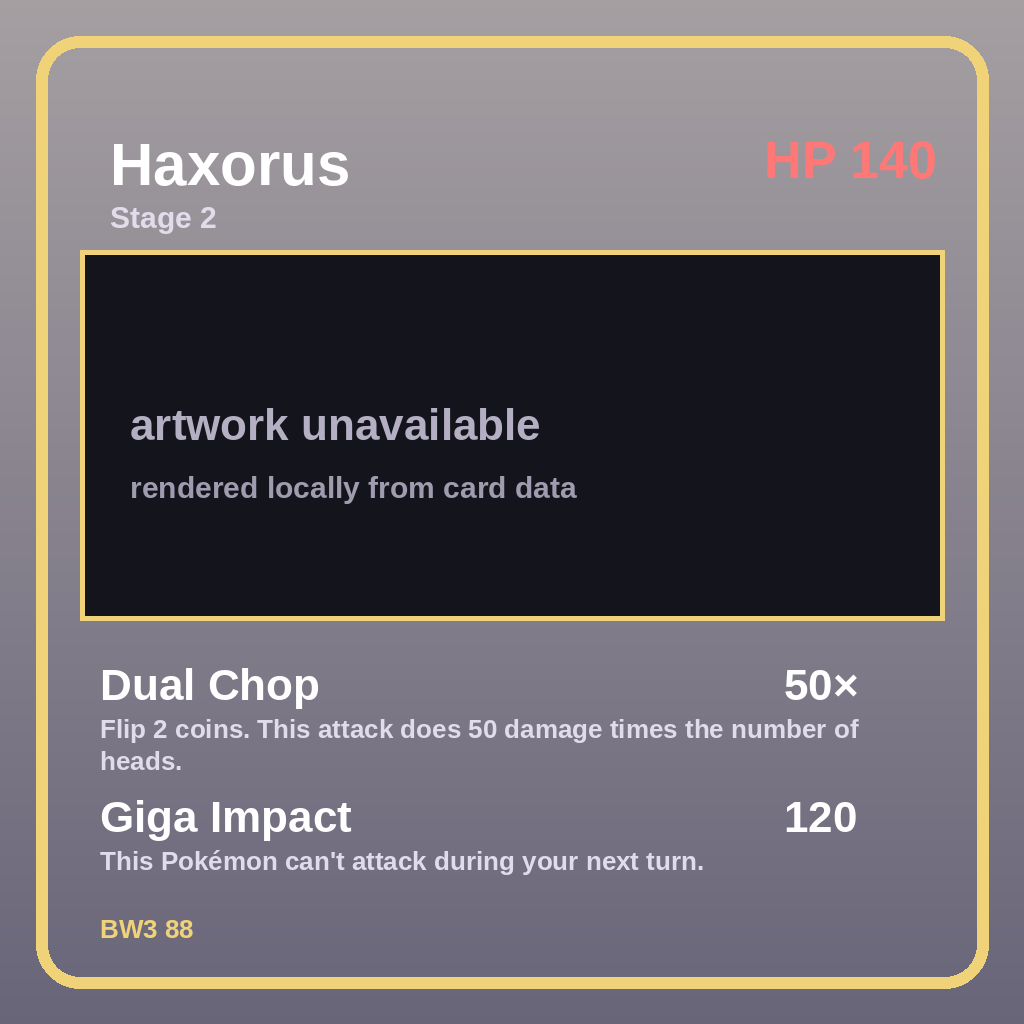 Haxorus
HP 140
Stage 2
artwork unavailable
rendered locally from card data
Dual Chop 50×
Flip 2 coins. This attack does 50 damage times the number of
heads.
Giga Impact 120
This Pokémon can't attack during your next turn.
BW3 88